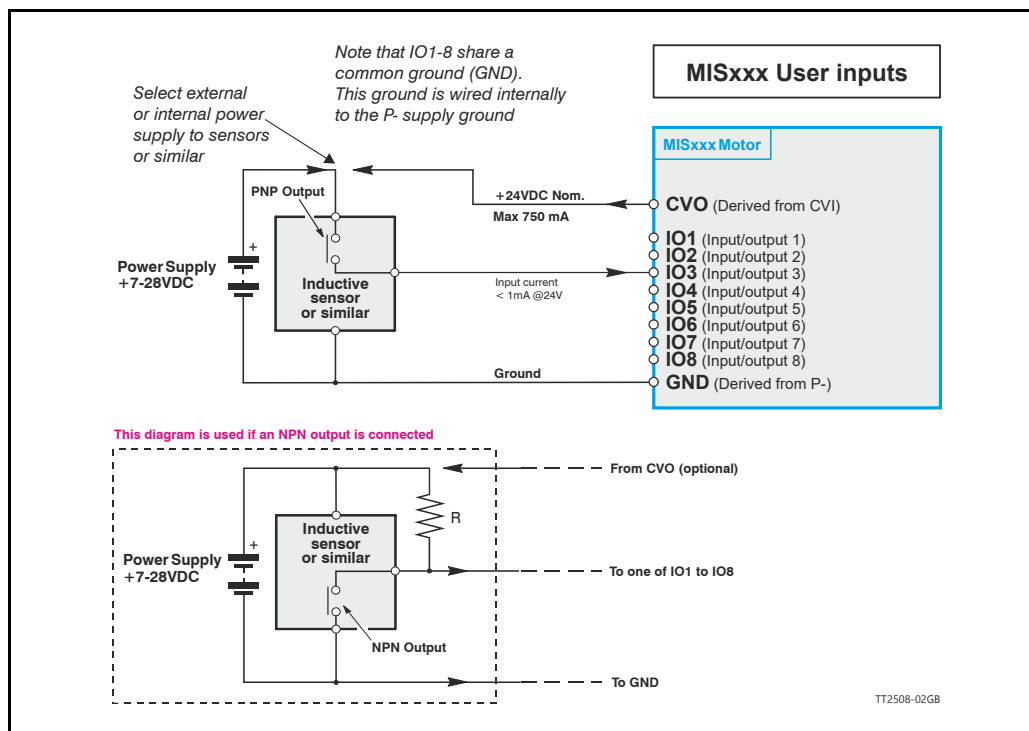 Note that IO1-8 share a
common ground (GND).
This ground is wired internally
to the P- supply ground
MISxxx User inputs
Select external
or internal power
supply to sensors
or similar
MISxxx Motor
PNP Output
+24VDC Nom.
Max 750 mA
CVO (Derived from CVI)
IO1 (Input/output 1)
IO2 (Input/output 2)
IO3 (Input/output 3)
IO4 (Input/output 4)
IO5 (Input/output 5)
IO6 (Input/output 6)
IO7 (Input/output 7)
IO8 (Input/output 8)
GND (Derived from P-)
+
Power Supply
+7-28VDC
Inductive
sensor
or similar
Input current
< 1mA @24V
Ground
This diagram is used if an NPN output is connected
From CVO (optional)
R
Inductive
sensor
or similar
+
Power Supply
+7-28VDC
To one of IO1 to IO8
NPN Output
To GND
TT2508-02GB